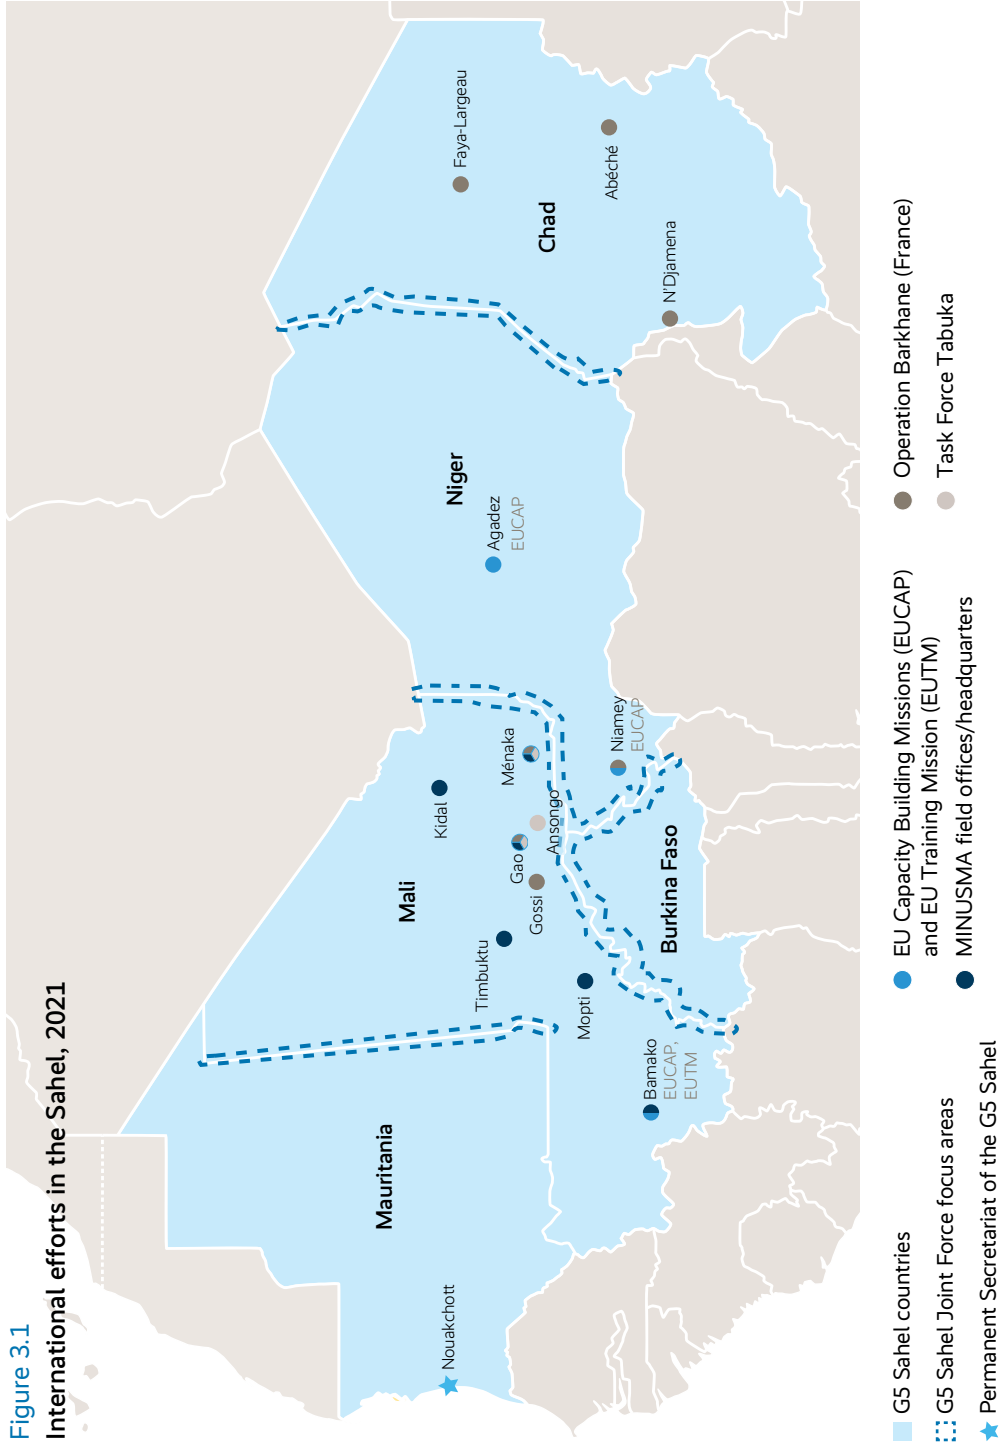 Figure 3.1
International efforts in the Sahel, 2021
Faya-Largeau
Abéché
Chad
N'Djamena
Niger
Agadez
EUCAP
Niamey
EUCAP
Ménaka
Kidal
Ansongo
Gao
Gossi
Mali
Burkina Faso
Timbuktu
Mopti
Bamako
EUCAP,
EUTM
Mauritania
Nouakchott
G5 Sahel countries
G5 Sahel Joint Force focus areas
Permanent Secretariat of the G5 Sahel
EU Capacity Building Missions (EUCAP)
and EU Training Mission (EUTM)
MINUSMA field offices/headquarters
Operation Barkhane (France)
Task Force Tabuka